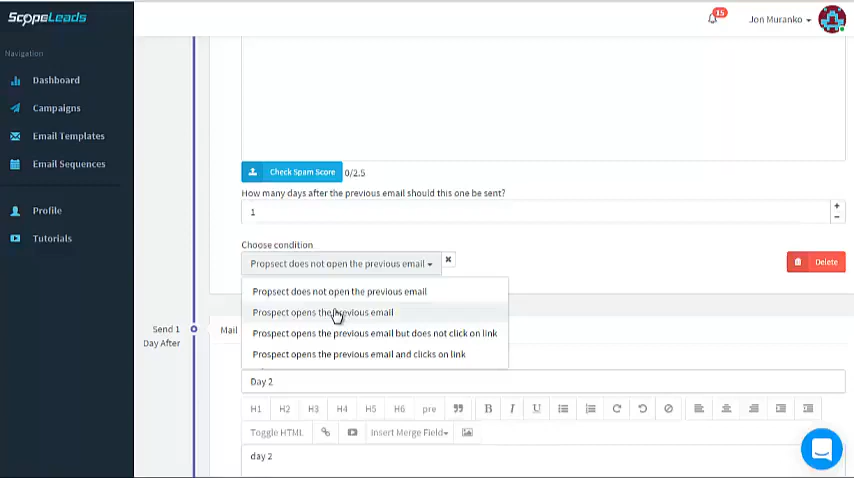 ScopeLeads
15
Jon Muranko
Navigation
Dashboard
Campaigns
Email Templates
Email Sequences
Profile
Tutorials
Check Spam Score 0/2.5
How many days after the previous email should this one be sent?
1
Choose condition
Propsect does not open the previous email
Delete
Propsect does not open the previous email
Prospect opens the previous email
Prospect opens the previous email but does not click on link
Prospect opens the previous email and clicks on link
Send 1
Day After
Mail
Day 2
H1 H2 H3 H4 H5 H6 pre B I U
Toggle HTML Insert Merge Field
day 2